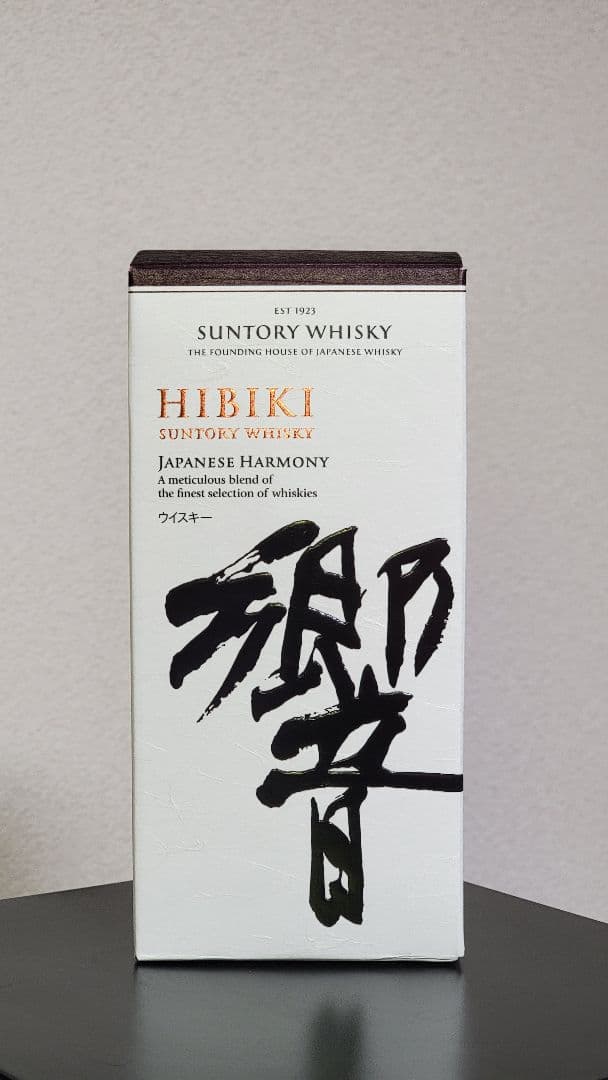 EST 1923
SUNTORY WHISKY
THE FOUNDING HOUSE OF JAPANESE WHISKY
HIBIKI
SUNTORY WHISKY
JAPANESE HARMONY
A meticulous blend of
the finest selection of whiskies
ウイスキー
響